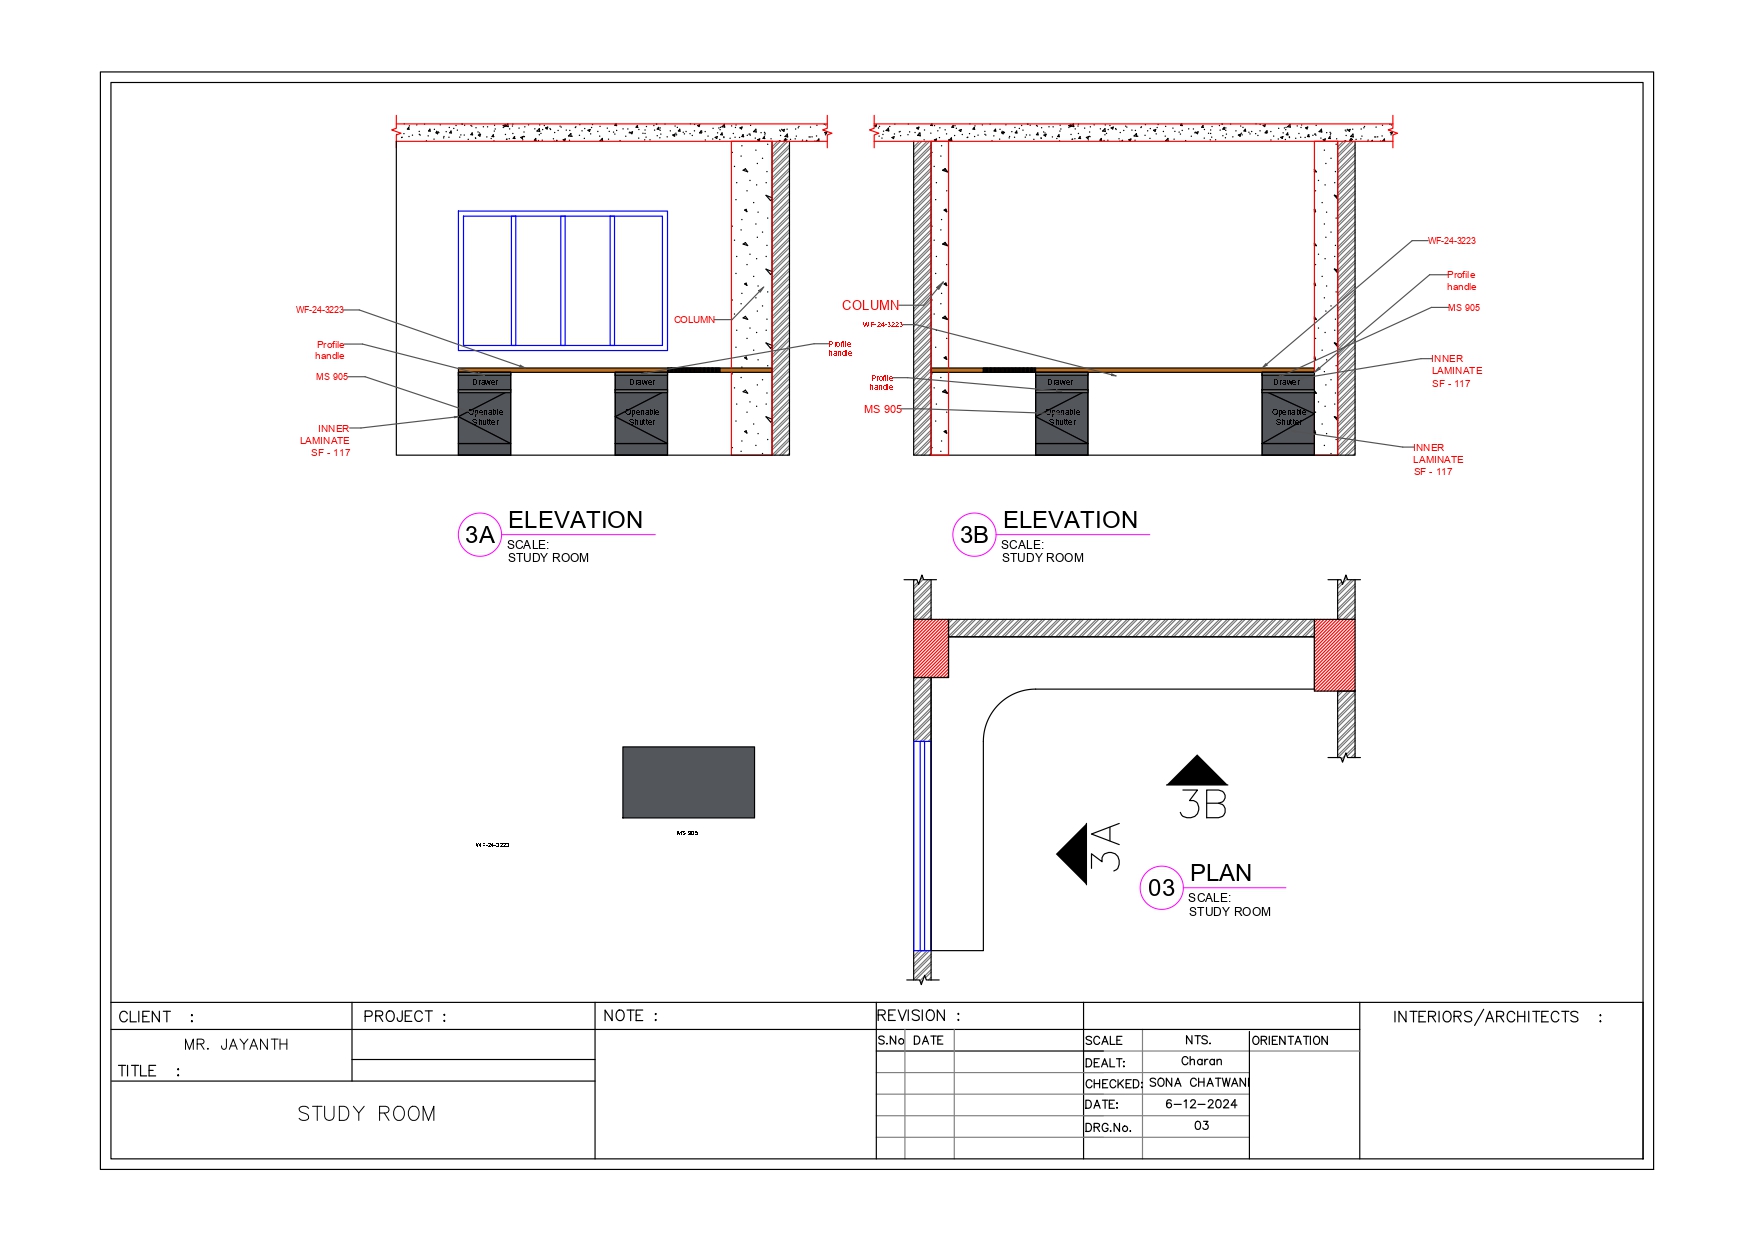 WF-24-3223
Profile
handle
MS 905
INNER
LAMINATE
SF - 117
COLUMN
Profile
handle
Drawer
Drawer
Openable
Shutter
Openable
Shutter
COLUMN
WF-24-3223
Profile
handle
MS 905
Drawer
Drawer
Openable
Shutter
Openable
Shutter
WF-24-3223
Profile
handle
MS 905
INNER
LAMINATE
SF - 117
INNER
LAMINATE
SF - 117
3A ELEVATION
SCALE:
STUDY ROOM
3B ELEVATION
SCALE:
STUDY ROOM
MS 905
WF-24-3223
3B
3A
03 PLAN
SCALE:
STUDY ROOM
CLIENT :
MR. JAYANTH
TITLE :
STUDY ROOM
PROJECT :
NOTE :
REVISION :
S.No DATE
SCALE NTS.
DEALT: Charan
CHECKED: SONA CHATWANI
DATE: 6-12-2024
DRG.No. 03
ORIENTATION
INTERIORS/ARCHITECTS :